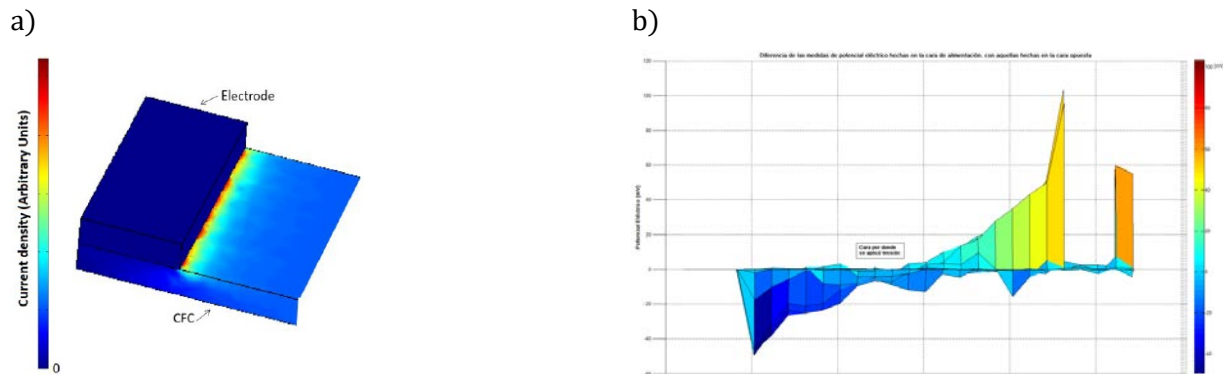 a)
b)
Electrode
CFC
Current density (Arbitrary Units)
0
Diferencia de las medidas de potencial eléctrico hechas en la cara de alimentación, con aquellas hechas en la cara opuesta
Potencial Eléctrico (mV)
120
100
80
60
40
20
0
-20
-40
Cara por donde
se aplicó tensión